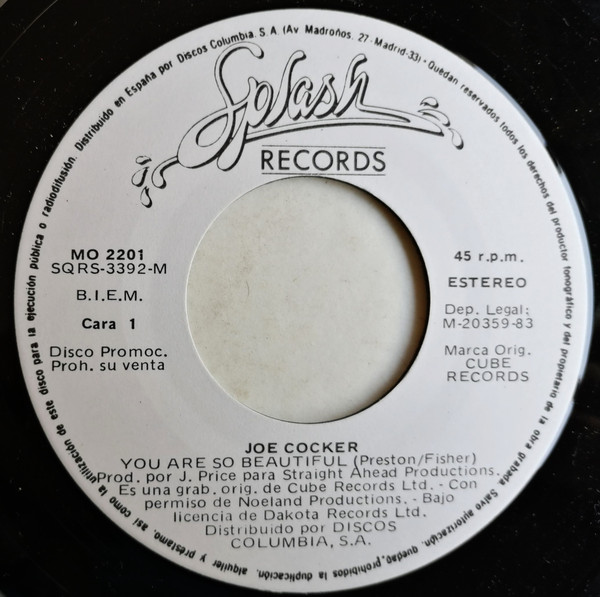 Distribuido en España por Discos Columbia, S.A. (Av Madroños, 27 - Madrid-33) - Quedan reservados todos los derechos del productor fonográfico y del propietario de la obra grabada. Salvo autorización, quedan prohibidos la duplicación, alquiler y préstamo, así como la utilización de este disco para la ejecución pública o radiodifusión.
Splash
RECORDS
MO 2201
SQRS-3392-M
B.I.E.M.
Cara 1
Disco Promoc.
Proh. su venta
45 r.p.m.
ESTEREO
Dep. Legal:
M-20359-83
Marca Orig.
CUBE
RECORDS
JOE COCKER
YOU ARE SO BEAUTIFUL (Preston/Fisher)
Prod. por J. Price para Straight Ahead Productions.
Es una grab. orig. de Cube Records Ltd. - Con
permiso de Noeland Productions. - Bajo
licencia de Dakota Records Ltd.
Distribuido por DISCOS
COLUMBIA, S.A.